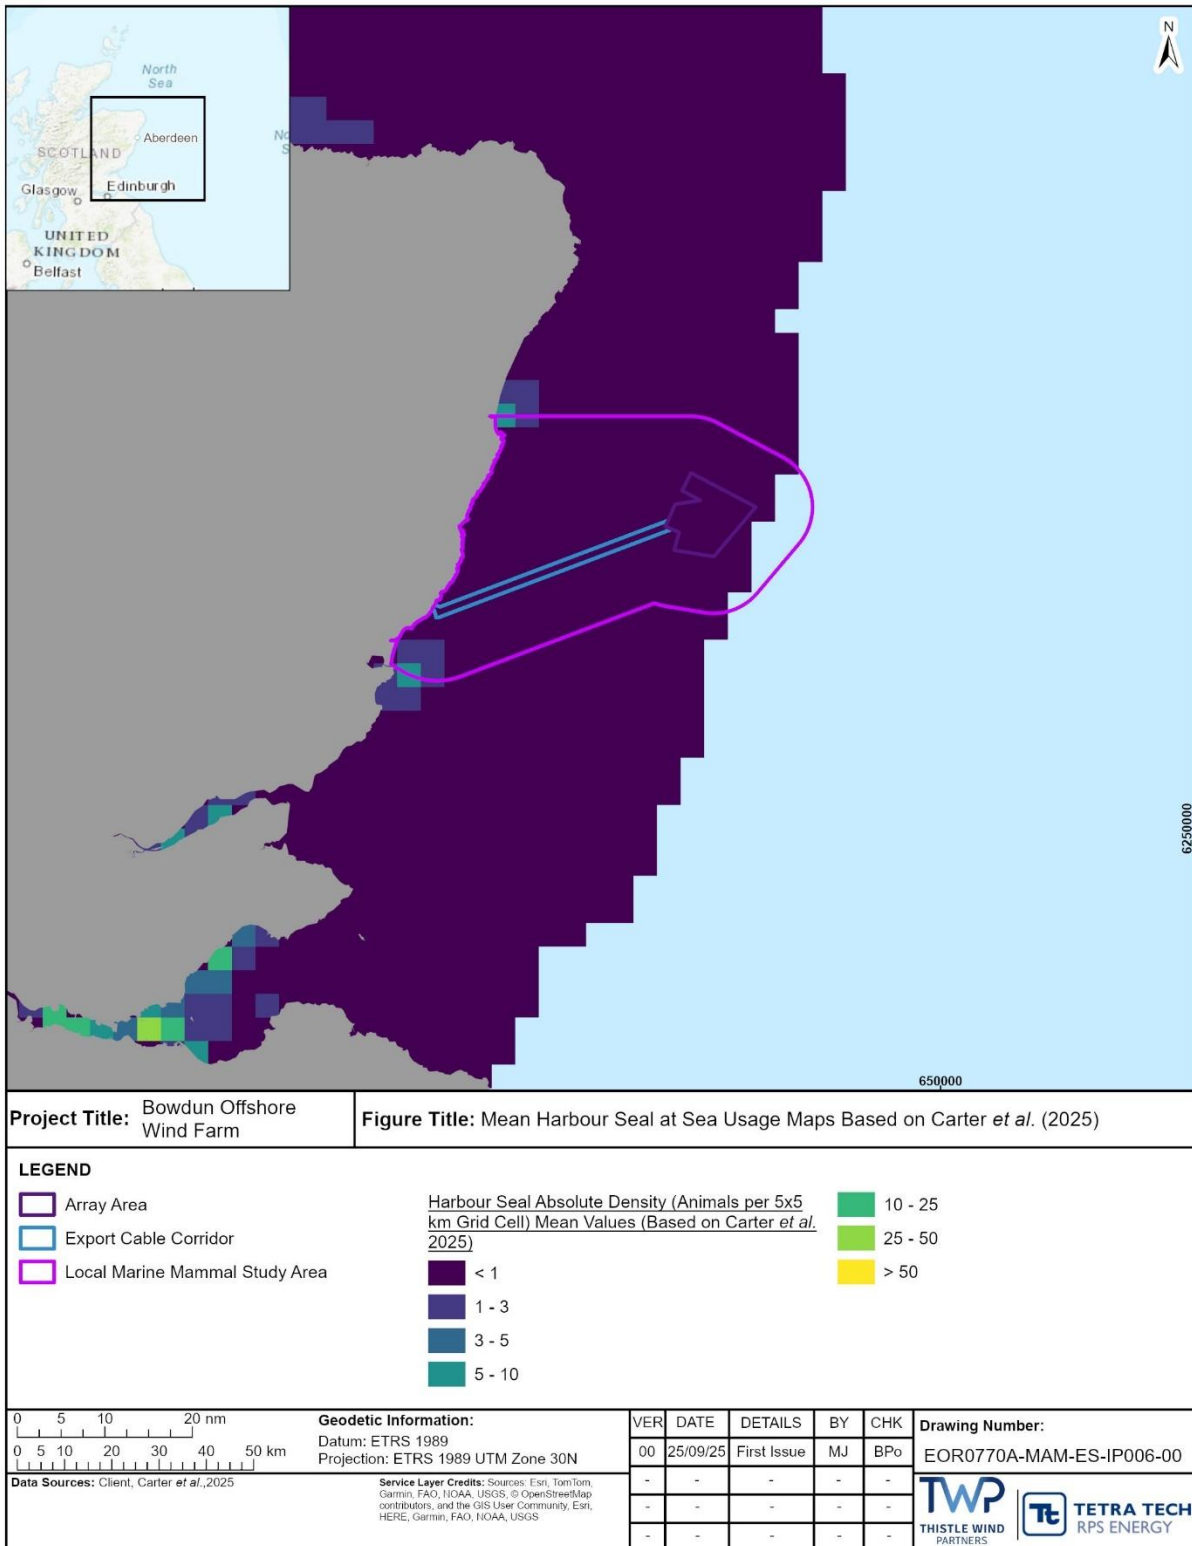 N
North
Sea
No
S
Aberdeen
SCOTLAND
Glasgow
Edinburgh
UNITED
KINGDOM
Belfast
6250000
650000
Project Title: Bowdun Offshore
Wind Farm
Figure Title: Mean Harbour Seal at Sea Usage Maps Based on Carter et al. (2025)
LEGEND
Array Area
Export Cable Corridor
Local Marine Mammal Study Area
Harbour Seal Absolute Density (Animals per 5x5
km Grid Cell) Mean Values (Based on Carter et al.
2025)
< 1
1 - 3
3 - 5
5 - 10
10 - 25
25 - 50
> 50
0 5 10 20 nm
0 5 10 20 30 40 50 km
Geodetic Information:
Datum: ETRS 1989
Projection: ETRS 1989 UTM Zone 30N
Data Sources: Client, Carter et al.,2025
Service Layer Credits: Sources: Esri, TomTom,
Garmin, FAO, NOAA, USGS, © OpenStreetMap
contributors, and the GIS User Community, Esri,
HERE, Garmin, FAO, NOAA, USGS
VER DATE DETAILS BY CHK
00 25/09/25 First Issue MJ BPo
- - - - -
- - - - -
- - - - -
Drawing Number:
EOR0770A-MAM-ES-IP006-00
TWP
THISTLE WIND
PARTNERS
Tt
TETRA TECH
RPS ENERGY